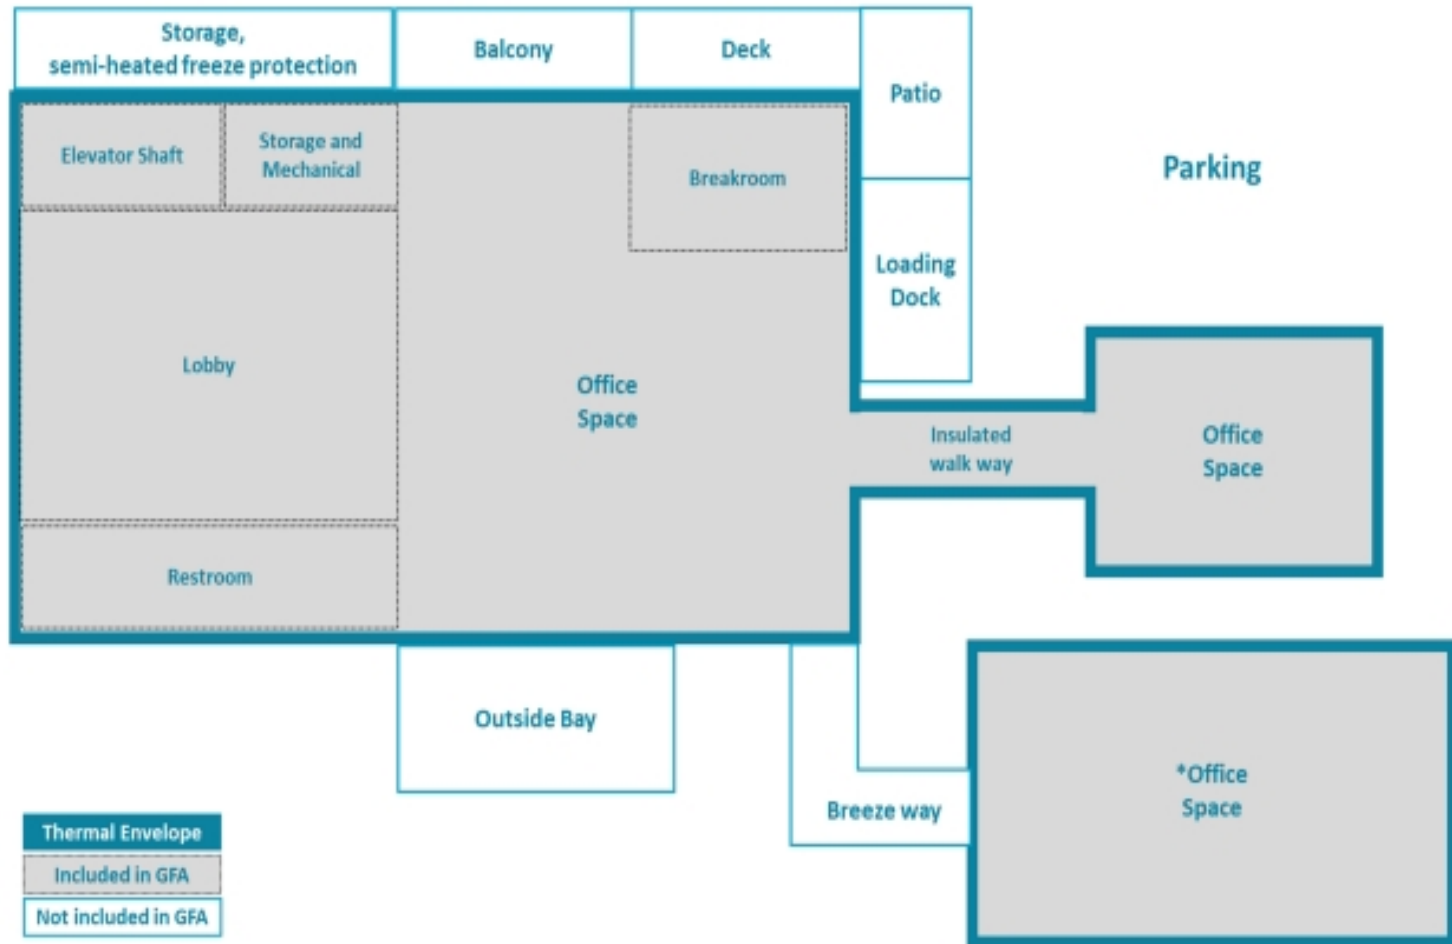 Storage,
semi-heated freeze protection
Balcony
Deck
Patio
Parking
Elevator Shaft
Storage and
Mechanical
Breakroom
Loading
Dock
Lobby
Office
Space
Insulated
walk way
Office
Space
Restroom
Outside Bay
*Office
Space
Breeze way
Thermal Envelope
Included in GFA
Not included in GFA